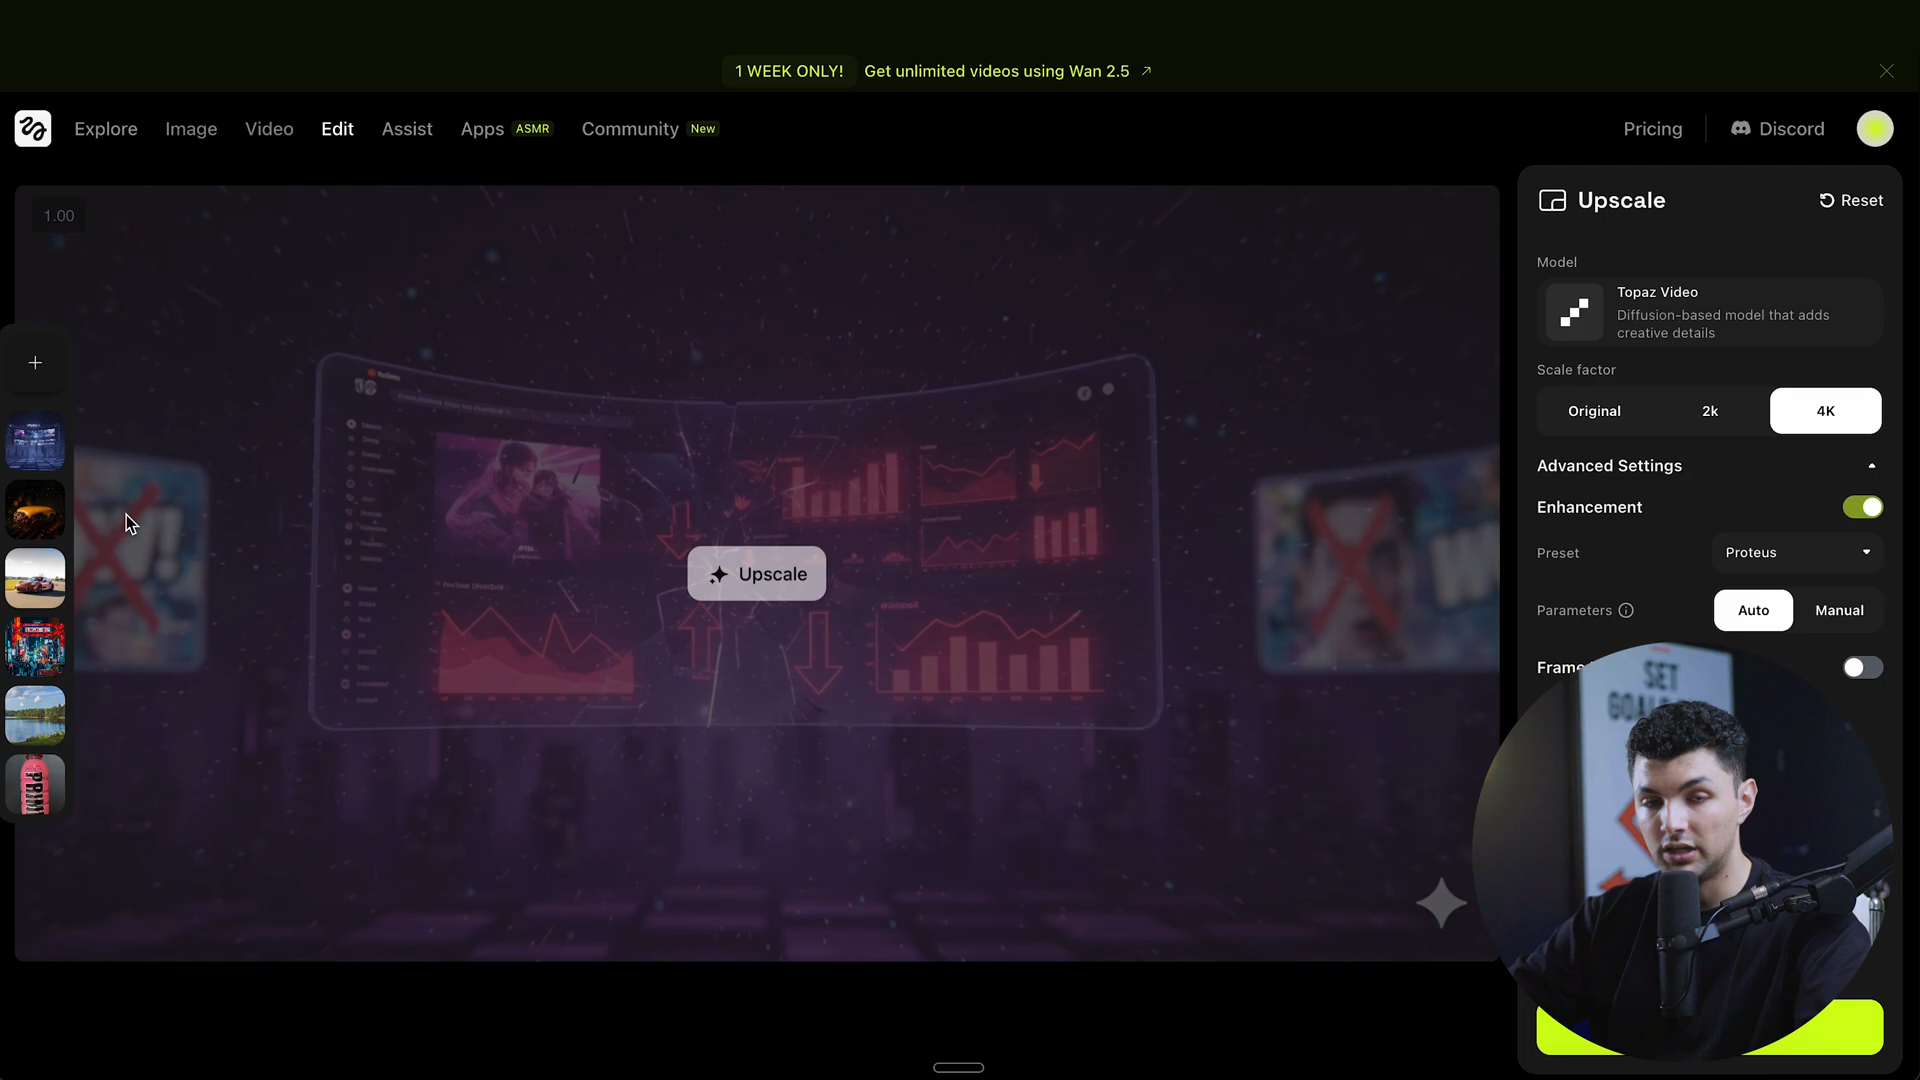 1 WEEK ONLY! Get unlimited videos using Wan 2.5
Explore Image Video Edit Assist Apps ASMR Community New Pricing Discord
1.00
Upscale Reset
Model
Topaz Video
Diffusion-based model that adds
creative details
Scale factor
Original 2k 4K
Advanced Settings
Enhancement
Preset Proteus
Parameters Auto Manual
Frame
Upscale
SET